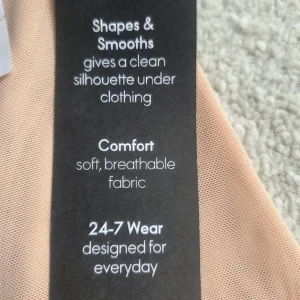 Shapes &
Smooths
gives a clean
silhouette under
clothing
Comfort
soft, breathable
fabric
24-7 Wear
designed for
everyday